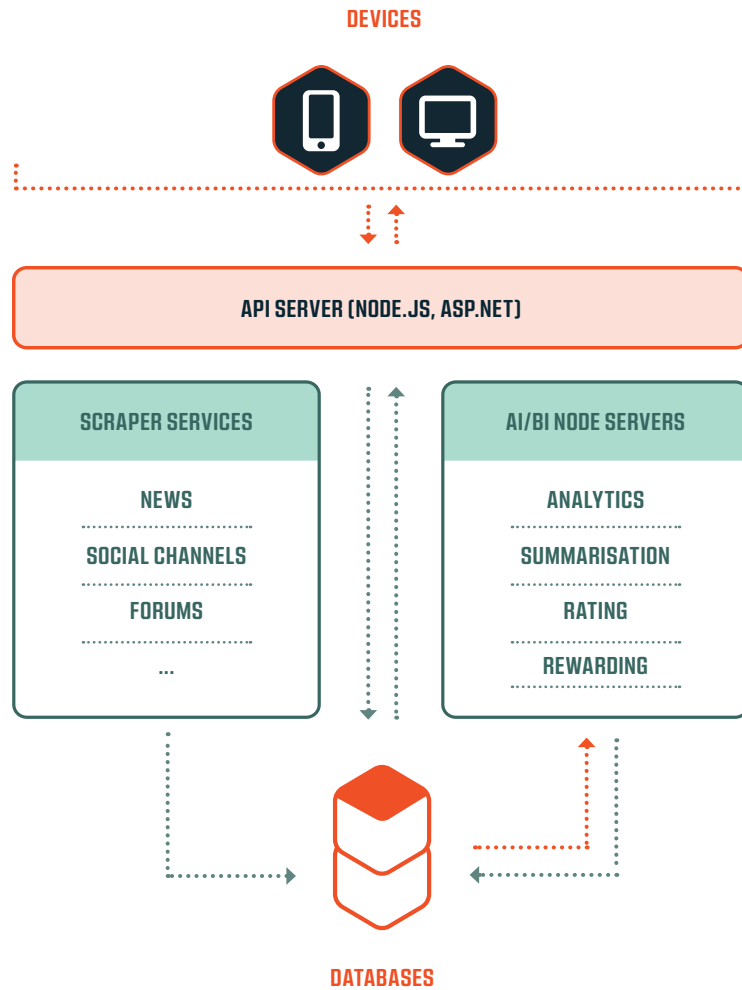 DEVICES
API SERVER (NODE.JS, ASP.NET)
SCRAPER SERVICES
NEWS
SOCIAL CHANNELS
FORUMS
...
AI/BI NODE SERVERS
ANALYTICS
SUMMARISATION
RATING
REWARDING
DATABASES